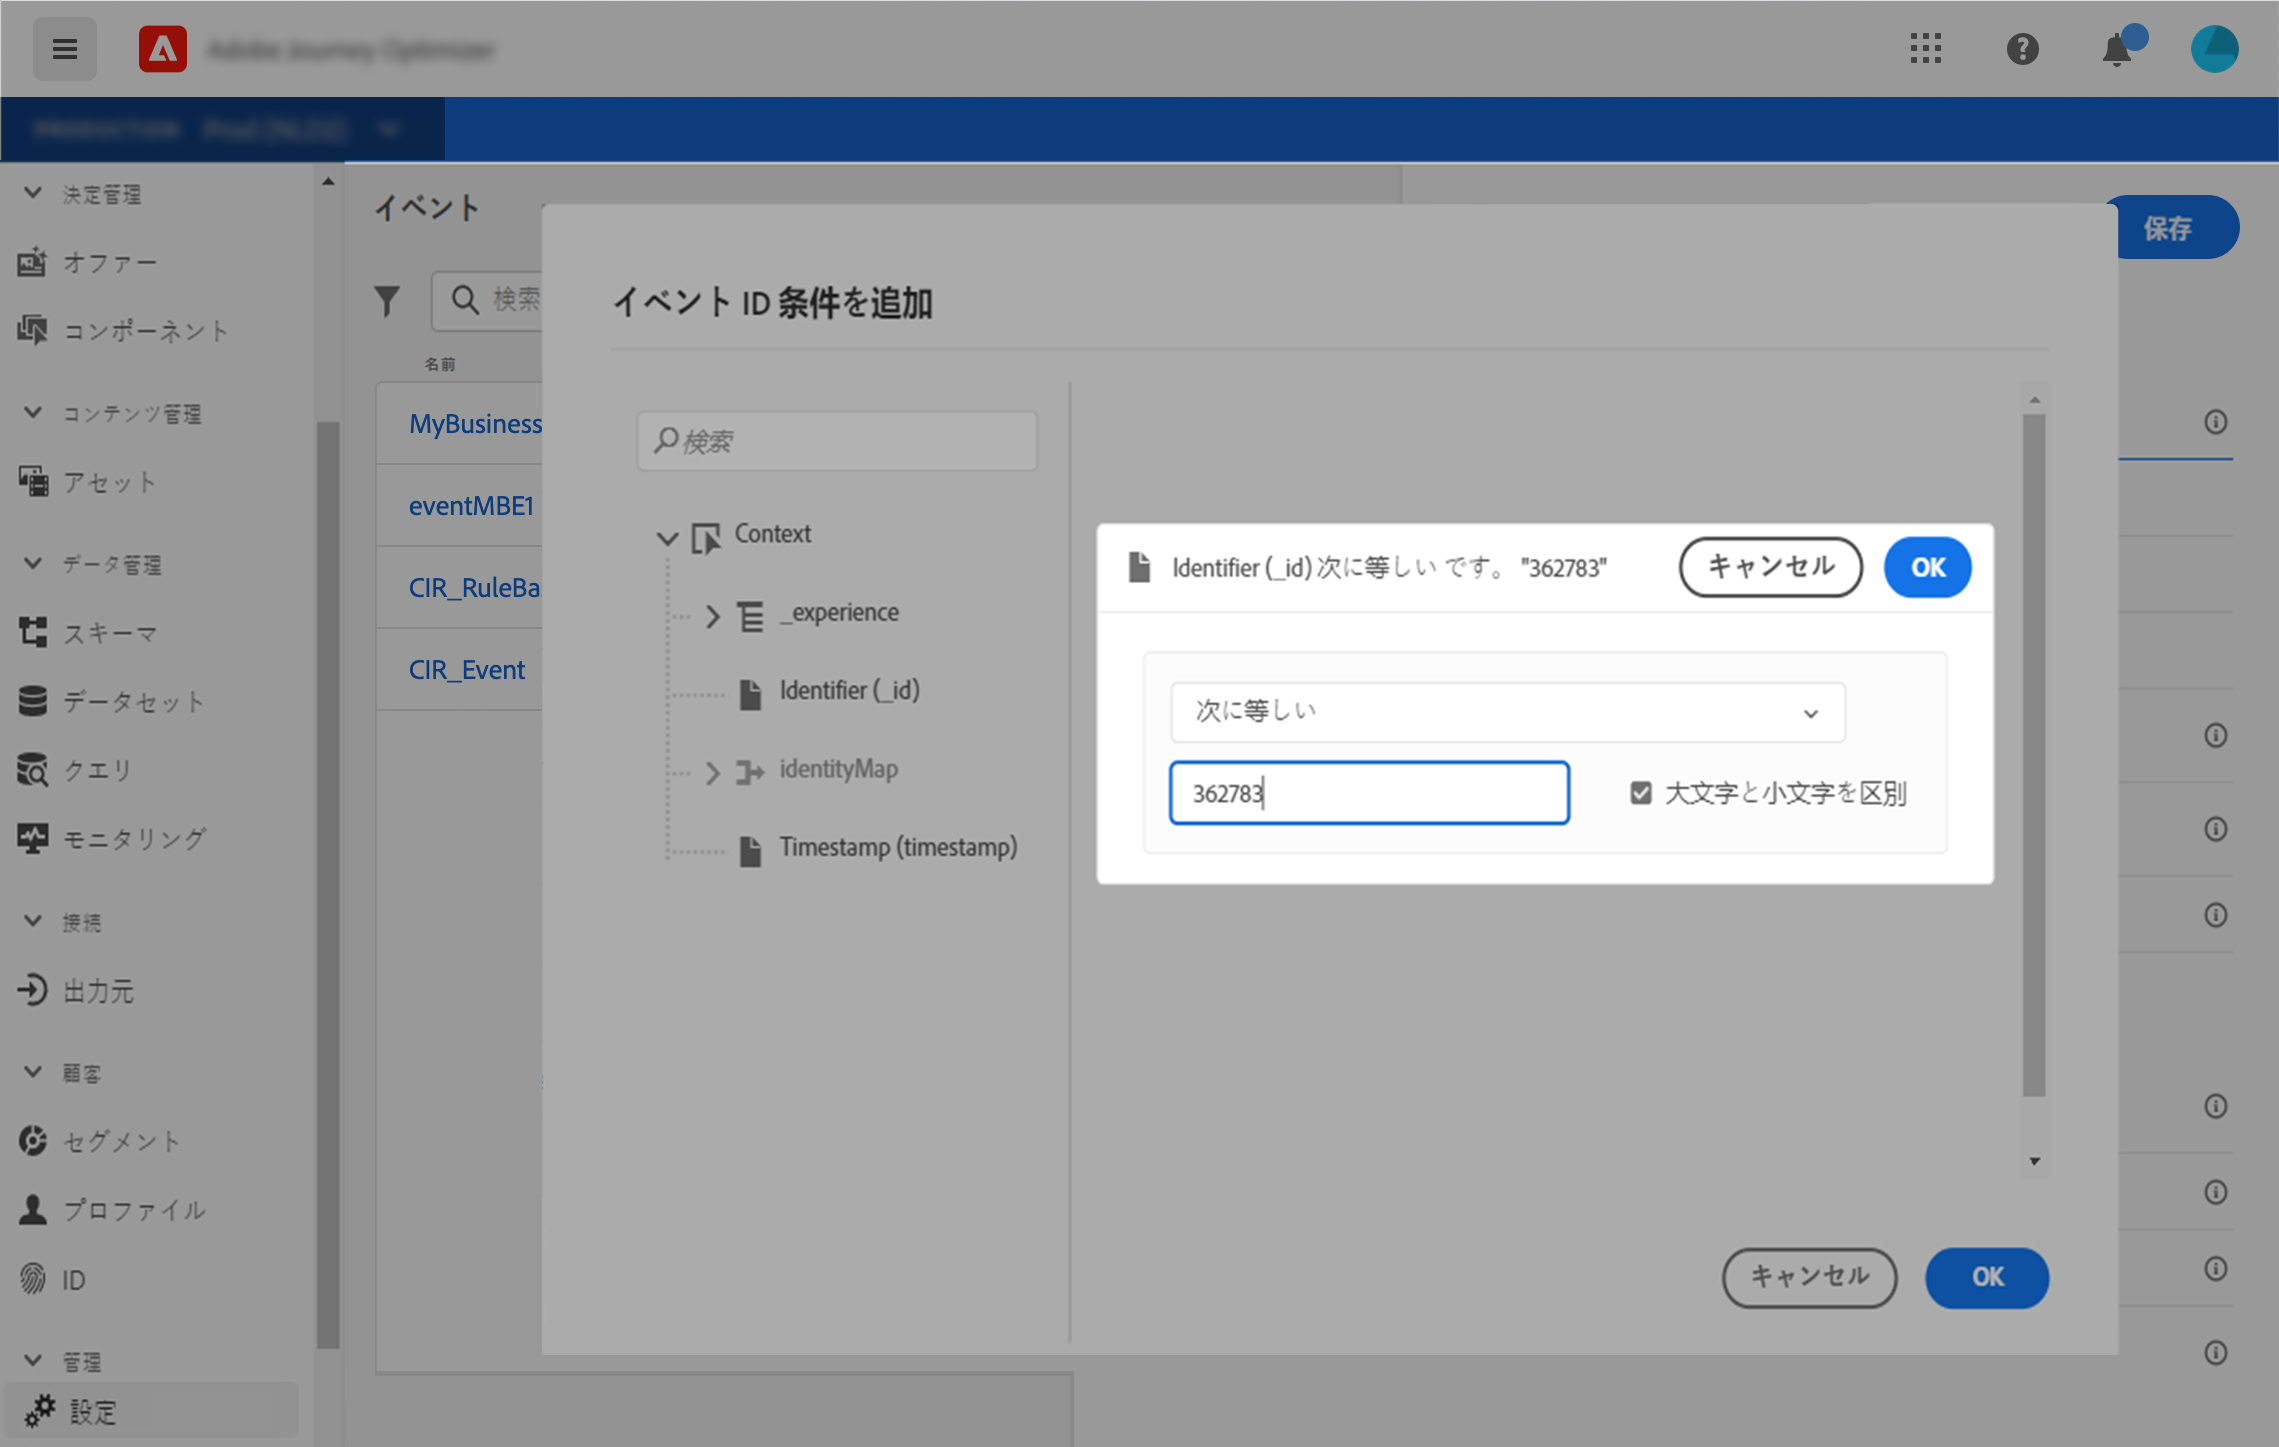 Adobe Journey Optimizer
PRODUCTION Prod (NLD2)
決定管理
オファー
コンポーネント
コンテンツ管理
アセット
データ管理
スキーマ
データセット
クエリ
モニタリング
接続
出力元
顧客
セグメント
プロファイル
ID
管理
設定
イベント
検索
名前
MyBusiness
eventMBE1
CIR_RuleBa
CIR_Event
保存
イベント ID 条件を追加
検索
Context
_experience
Identifier (_id)
identityMap
Timestamp (timestamp)
Identifier (_id) 次に等しい です。 "362783"
キャンセル
OK
次に等しい
362783
大文字と小文字を区別
キャンセル
OK